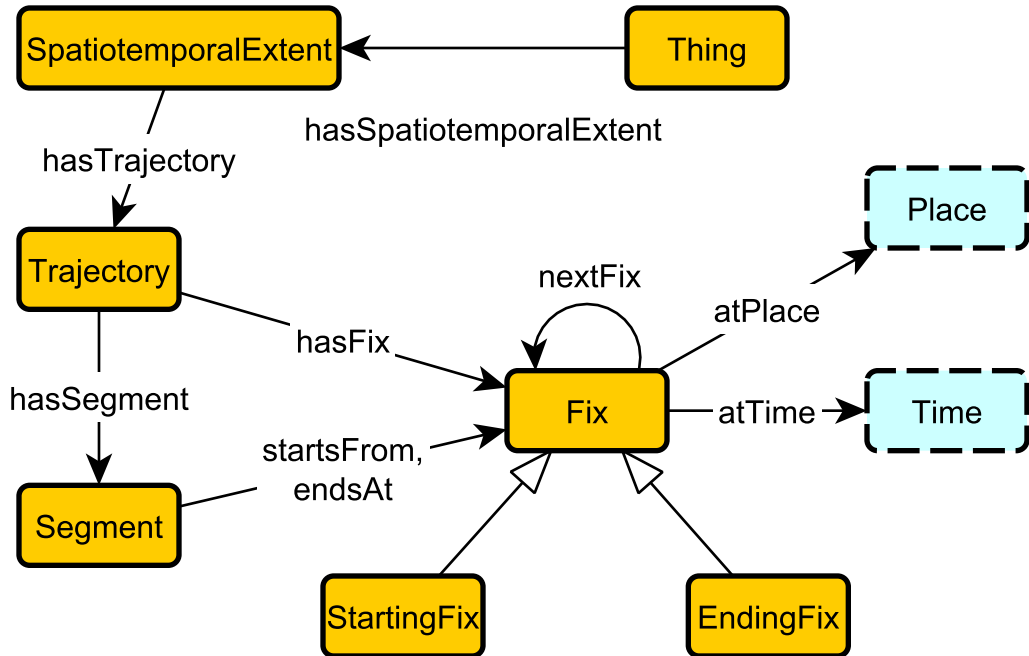 SpatiotemporalExtent
Thing
hasSpatiotemporalExtent
hasTrajectory
Place
Trajectory
nextFix
atPlace
hasFix
hasSegment
Fix
atTime
Time
startsFrom,
endsAt
Segment
StartingFix
EndingFix